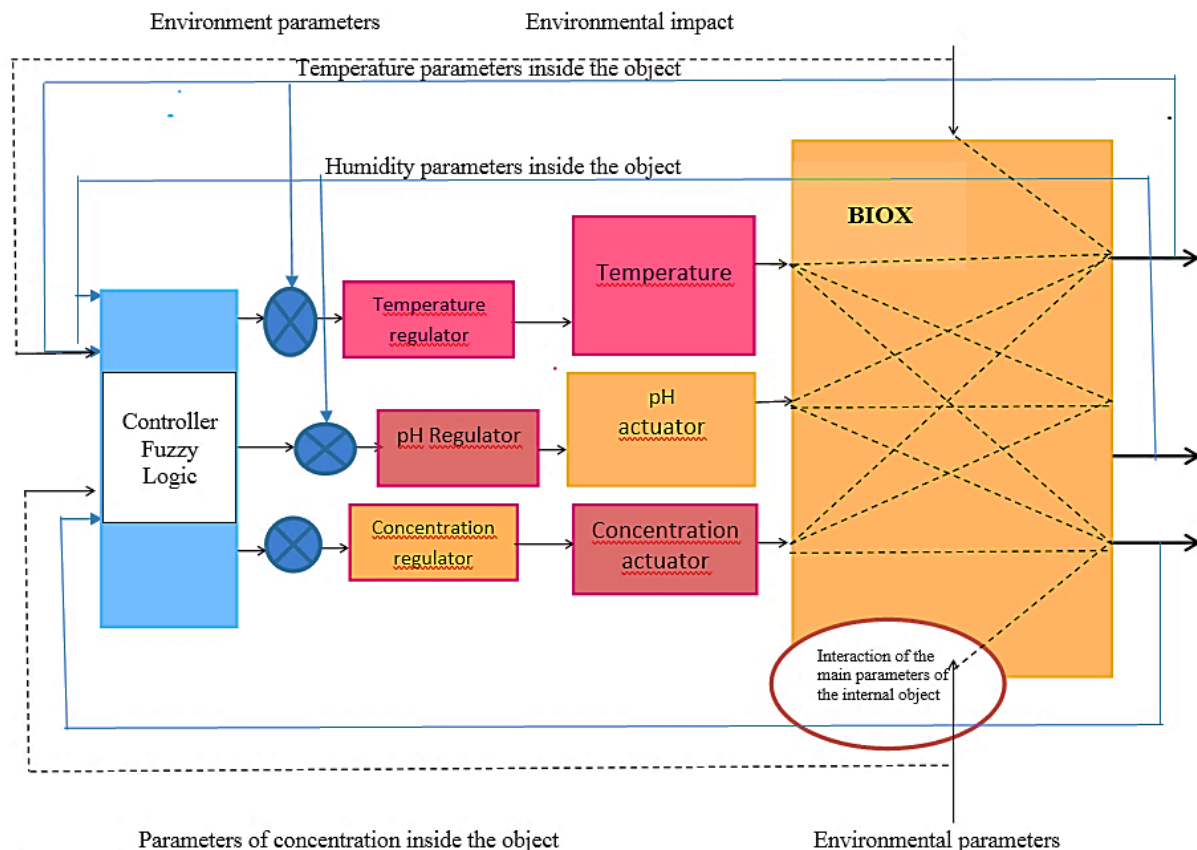 Environment parameters
Environmental impact
Temperature parameters inside the object
Humidity parameters inside the object
BIOX
Temperature
Temperature
regulator
pH
actuator
Controller
Fuzzy
Logic
pH Regulator
Concentration
regulator
Concentration
actuator
Interaction of the
main parameters of
the internal object
Parameters of concentration inside the object
Environmental parameters